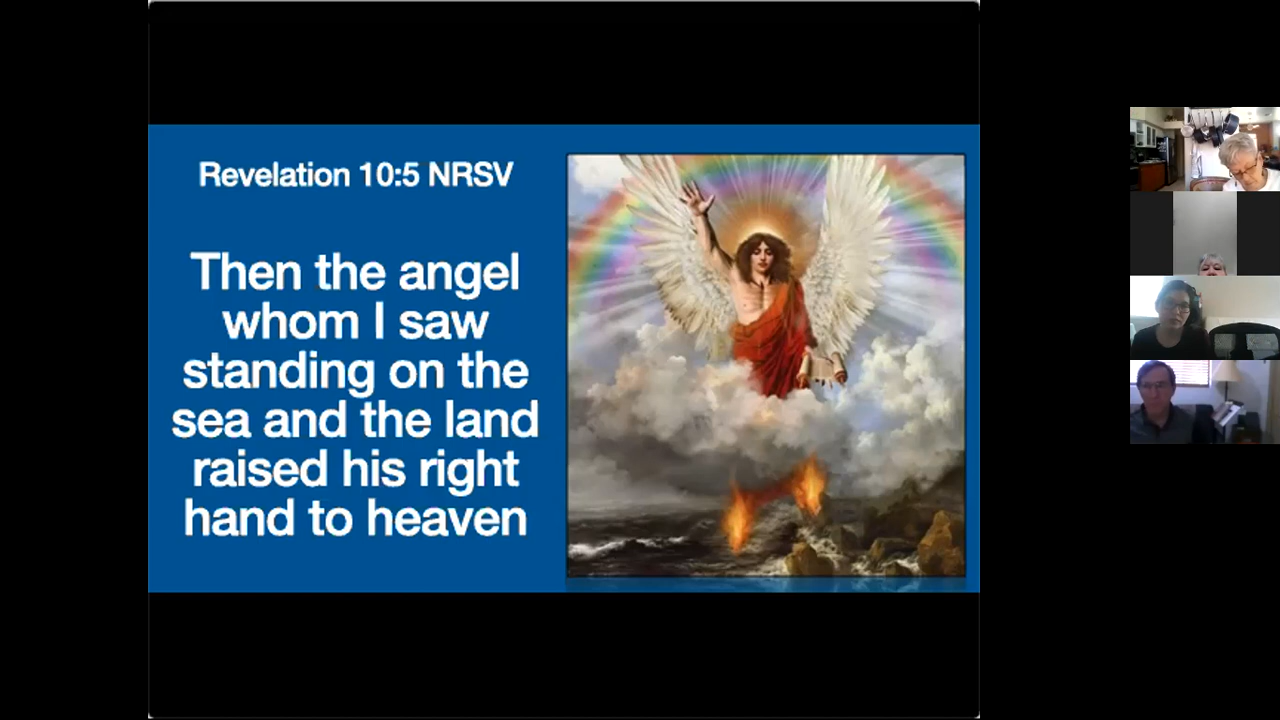 Revelation 10:5 NRSV
Then the angel
whom I saw
standing on the
sea and the land
raised his right
hand to heaven